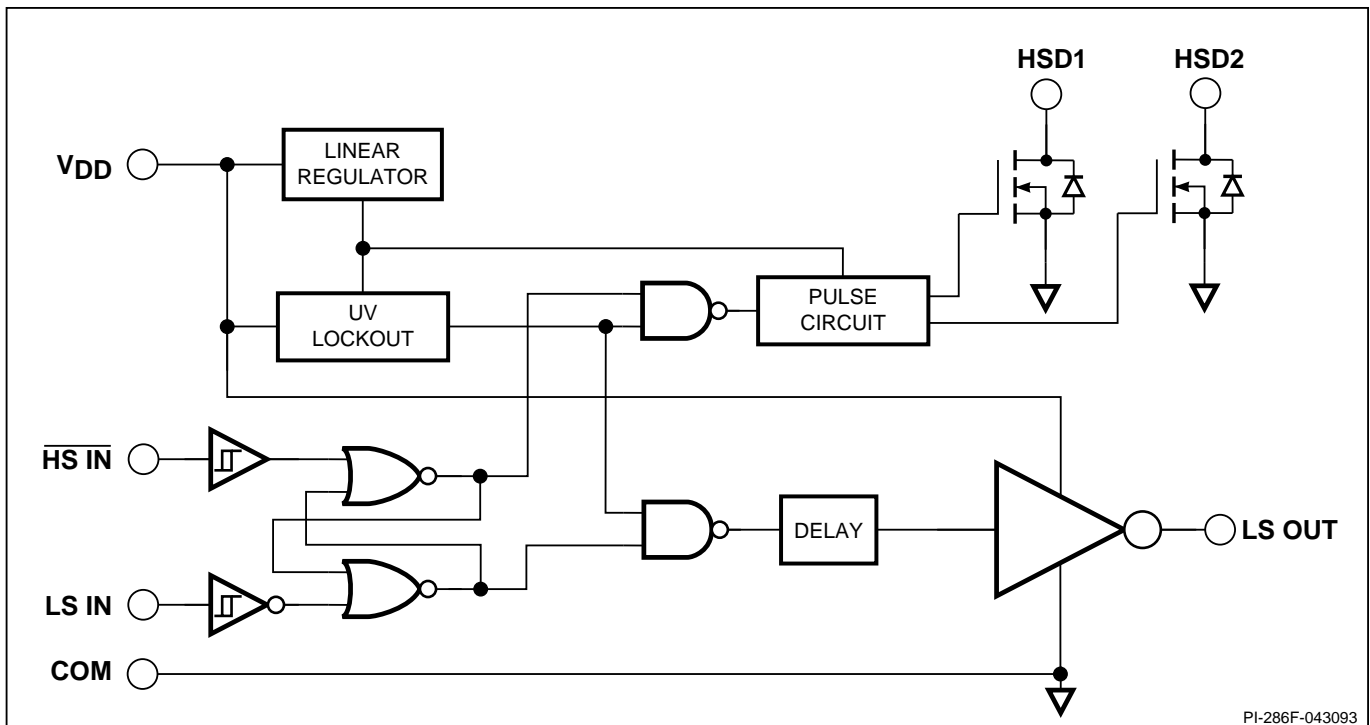 HSD1
HSD2
VDD
LINEAR
REGULATOR
UV
LOCKOUT
PULSE
CIRCUIT
HS IN
DELAY
LS OUT
LS IN
COM
PI-286F-043093